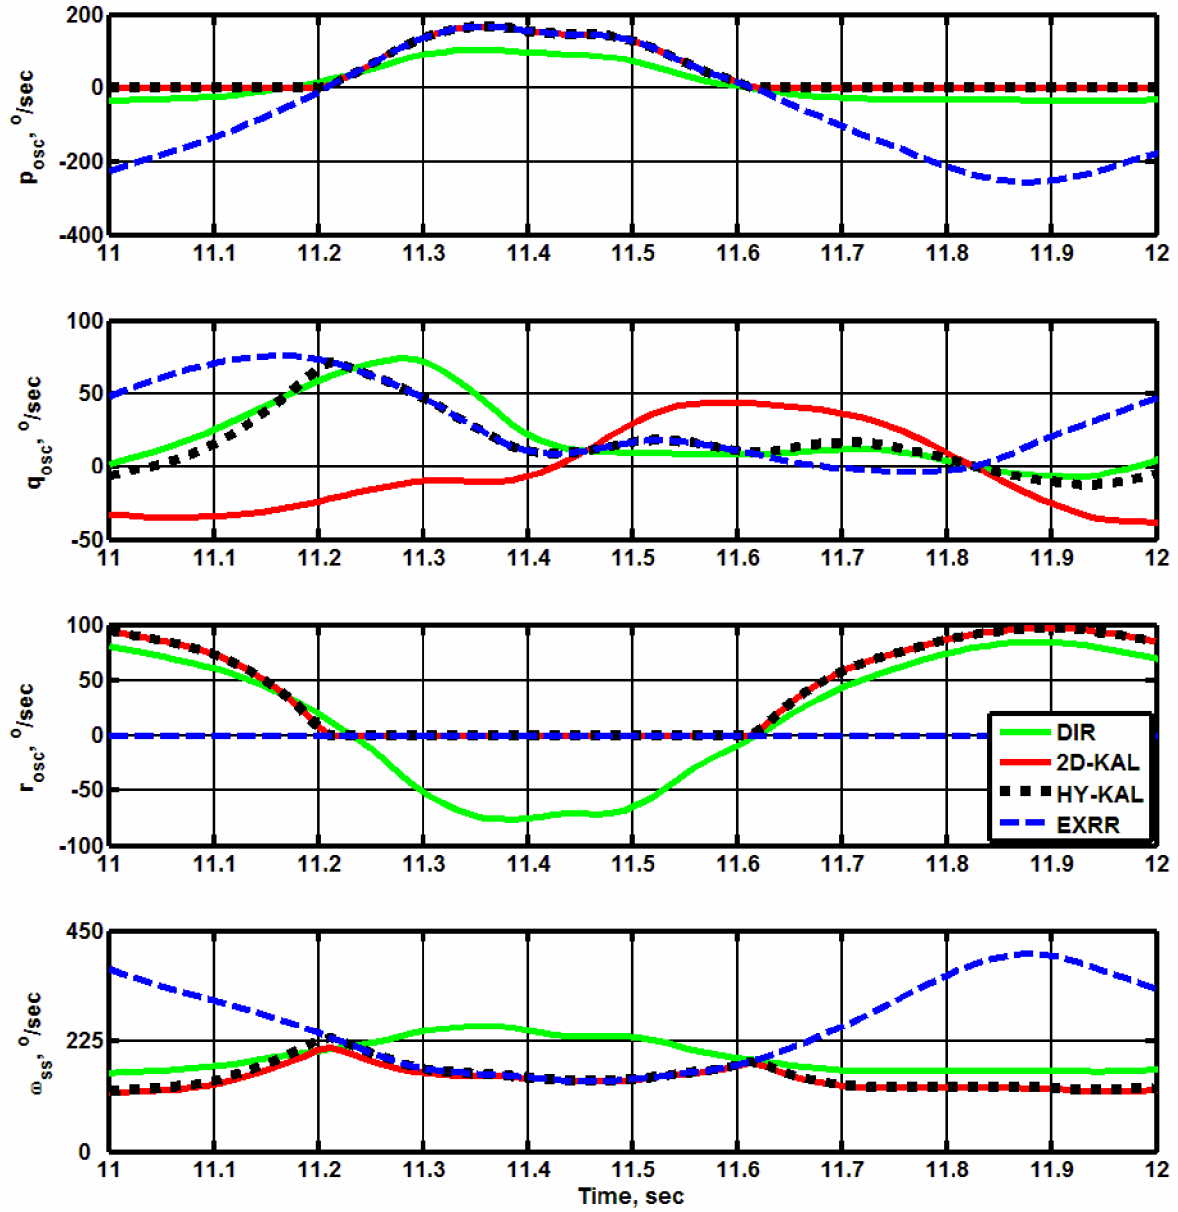 200
0
-200
-400
p_osc, °/sec
11 11.1 11.2 11.3 11.4 11.5 11.6 11.7 11.8 11.9 12
100
50
0
-50
q_osc, °/sec
11 11.1 11.2 11.3 11.4 11.5 11.6 11.7 11.8 11.9 12
100
50
0
-50
-100
r_osc, °/sec
DIR
2D-KAL
HY-KAL
EXRR
11 11.1 11.2 11.3 11.4 11.5 11.6 11.7 11.8 11.9 12
450
225
0
ω_ss, °/sec
11 11.1 11.2 11.3 11.4 11.5 11.6 11.7 11.8 11.9 12
Time, sec